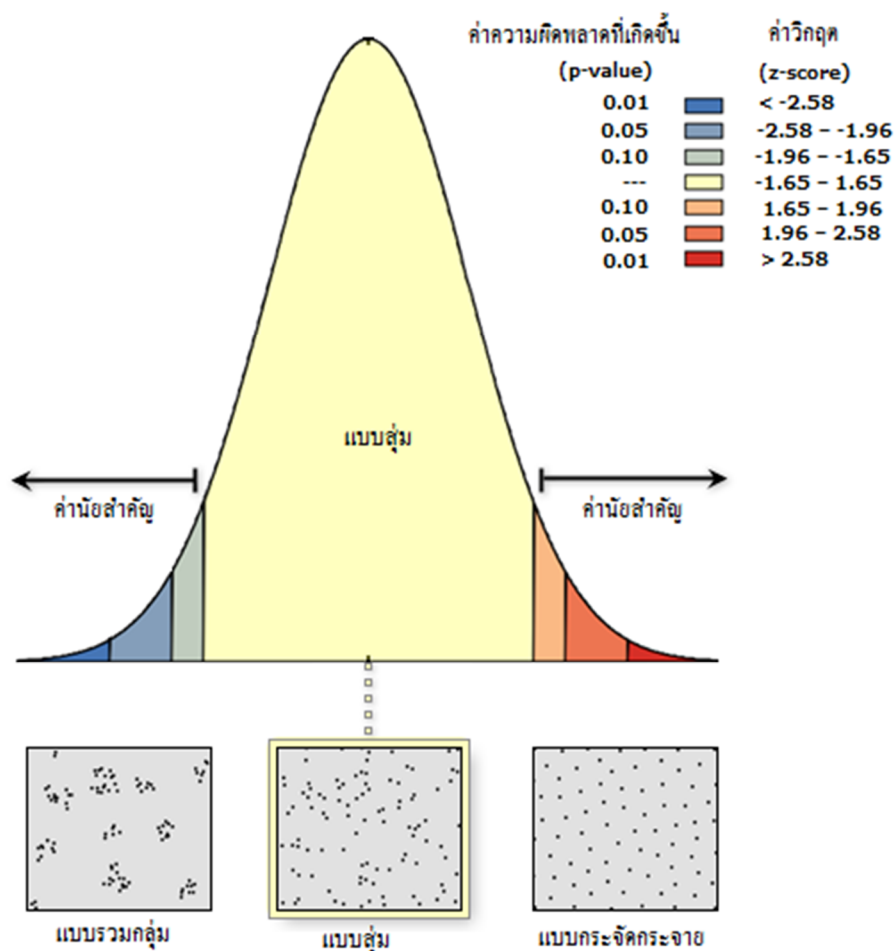 ค่าความผิดพลาดที่เกิดขึ้น ค่าวิกฤต
(p-value) (z-score)
0.01 < -2.58
0.05 -2.58 – -1.96
0.10 -1.96 – -1.65
--- -1.65 – 1.65
0.10 1.65 – 1.96
0.05 1.96 – 2.58
0.01 > 2.58
แบบสุ่ม
ค่านัยสำคัญ ค่านัยสำคัญ
แบบรวมกลุ่ม แบบสุ่ม แบบกระจัดกระจาย